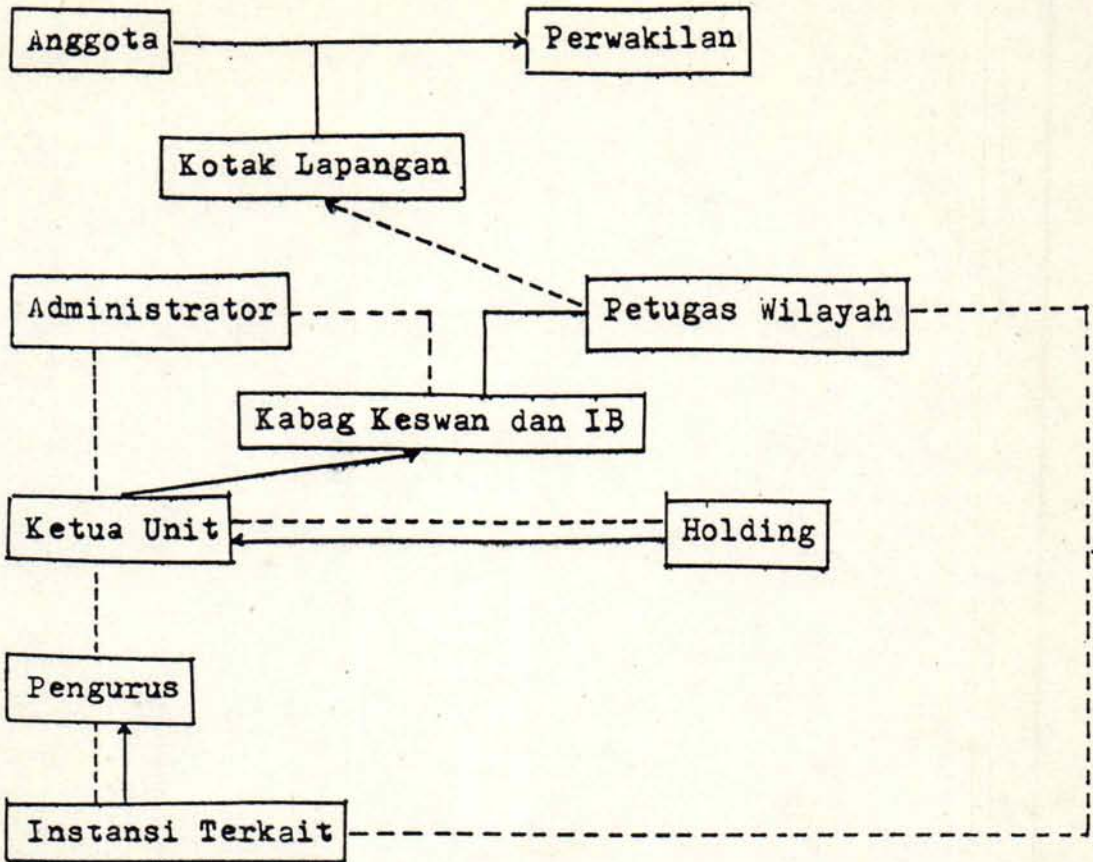 Anggota
Perwakilan
Kotak Lapangan
Administrator
Petugas Wilayah
Kabag Keswan dan IB
Ketua Unit
Holding
Pengurus
Instansi Terkait